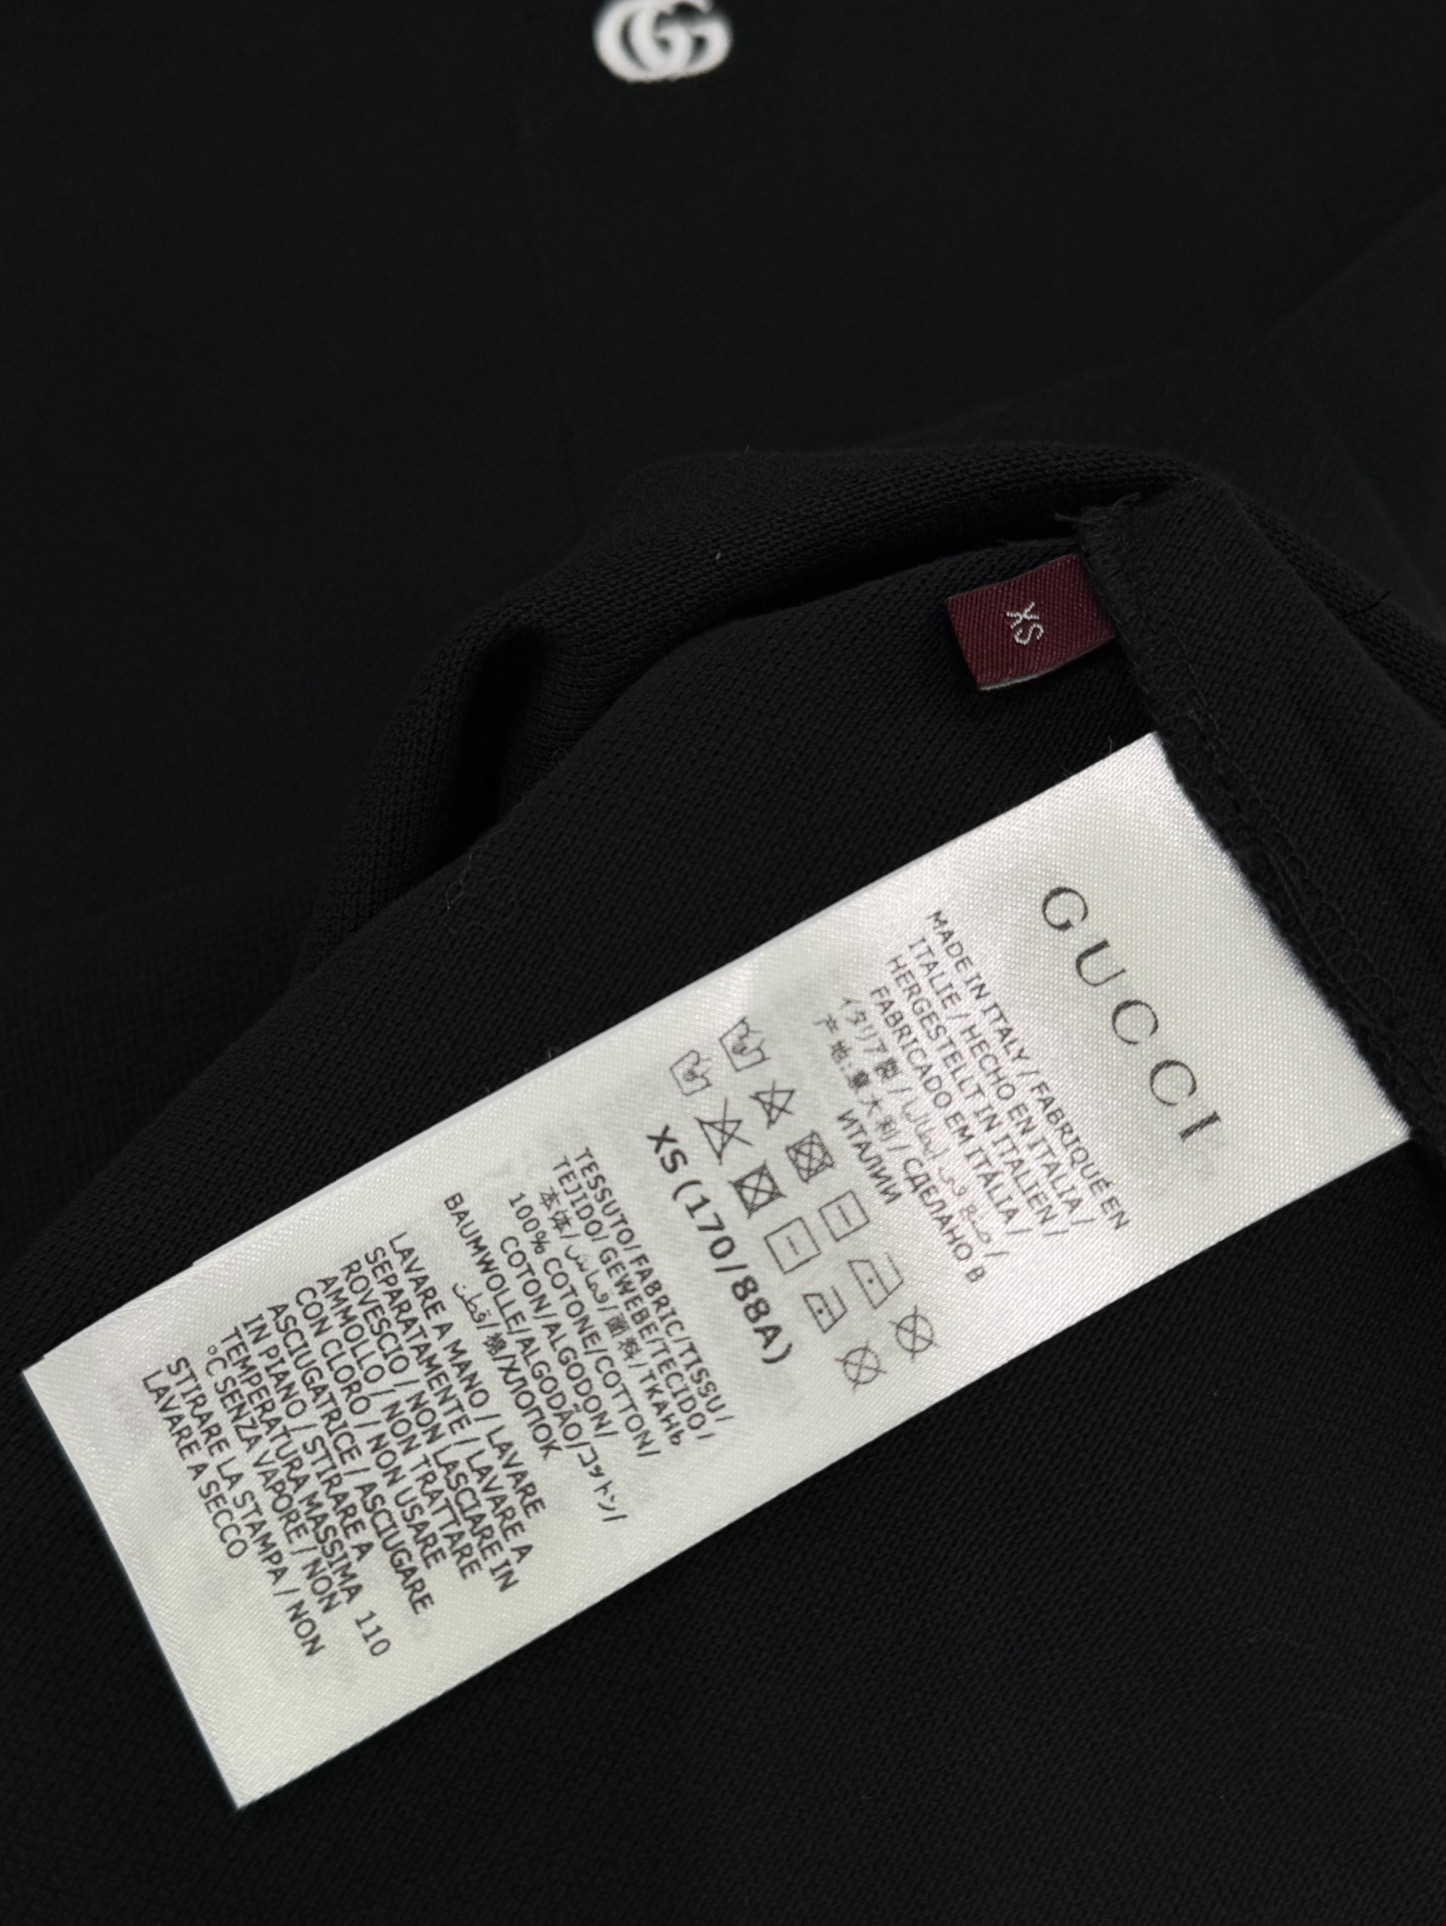 GG
XS
GUCCI
MADE IN ITALY / FABRIQUÉ EN
ITALIE / HECHO EN ITALIA /
HERGESTELLT IN ITALIEN /
FABRICADO EM ITÁLIA /
イタリア製 / صنع في إيطاليا /
产地:意大利 / СДЕЛАНО В
ИТАЛИИ
XS(170/88A)
TESSUTO/FABRIC/TISSU/
TEJIDO/GEWEBE/TECIDO/
本体/قماش/面料/ТКАНЬ
100% COTONE/COTTON/
COTON/ALGODON/
BAUMWOLLE/ALGODÃO/コットン/
قطن/棉/ХЛОПОК
LAVARE A MANO / LAVARE
SEPARATAMENTE / LAVARE A
ROVESCIO / NON LASCIARE IN
AMMOLLO / NON TRATTARE
CON CLORO / NON USARE
ASCIUGATRICE / ASCIUGARE
IN PIANO / STIRARE A
TEMPERATURA MASSIMA 110
°C SENZA VAPORE / NON
STIRARE LA STAMPA / NON
LAVARE A SECCO